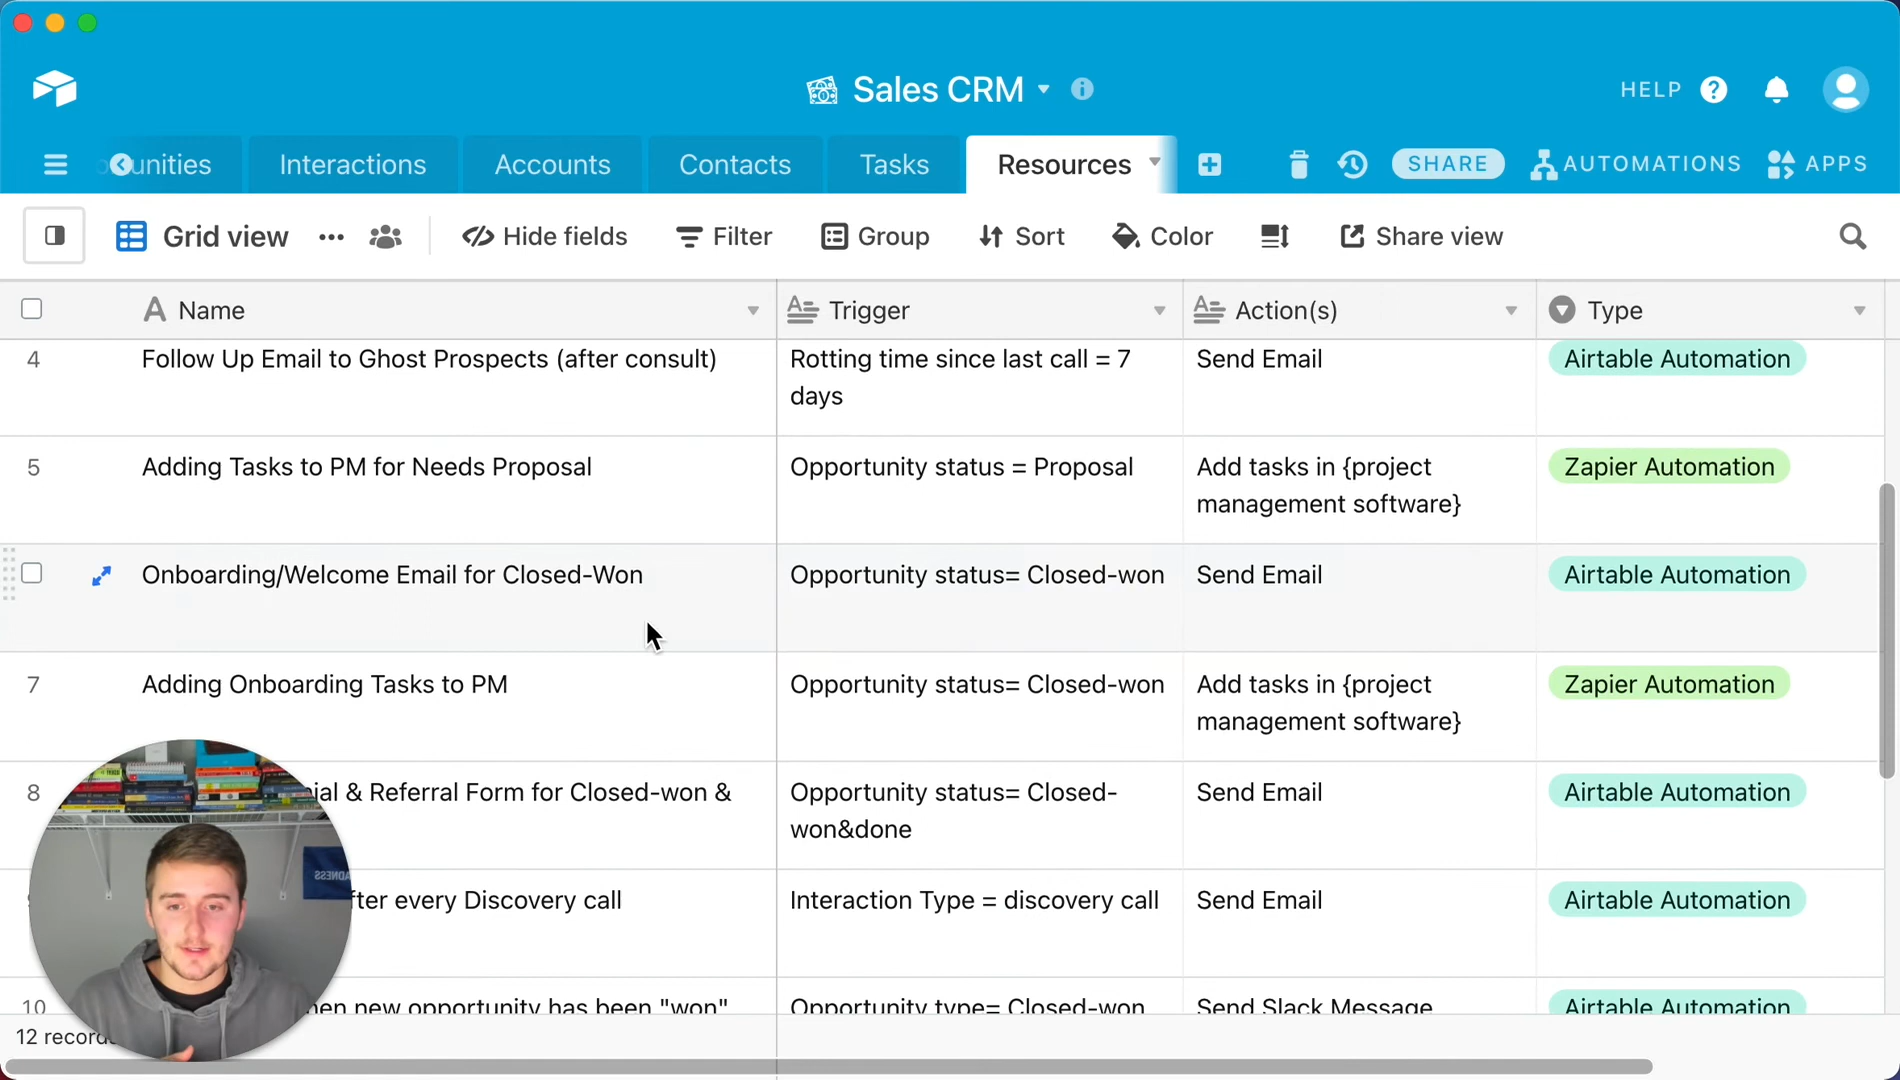 Sales CRM
HELP
unities
Interactions
Accounts
Contacts
Tasks
Resources
SHARE
AUTOMATIONS
APPS
Grid view
Hide fields
Filter
Group
Sort
Color
Share view
Name
Trigger
Action(s)
Type
4 Follow Up Email to Ghost Prospects (after consult)
Rotting time since last call = 7
days
Send Email
Airtable Automation
5 Adding Tasks to PM for Needs Proposal
Opportunity status = Proposal
Add tasks in {project
management software}
Zapier Automation
Onboarding/Welcome Email for Closed-Won
Opportunity status= Closed-won
Send Email
Airtable Automation
7 Adding Onboarding Tasks to PM
Opportunity status= Closed-won
Add tasks in {project
management software}
Zapier Automation
8 & Referral Form for Closed-won &
Opportunity status= Closed-
won&done
Send Email
Airtable Automation
every Discovery call
Interaction Type = discovery call
Send Email
Airtable Automation
10 new opportunity has been "won"
Opportunity type= Closed-won
Send Slack Message
Airtable Automation
12